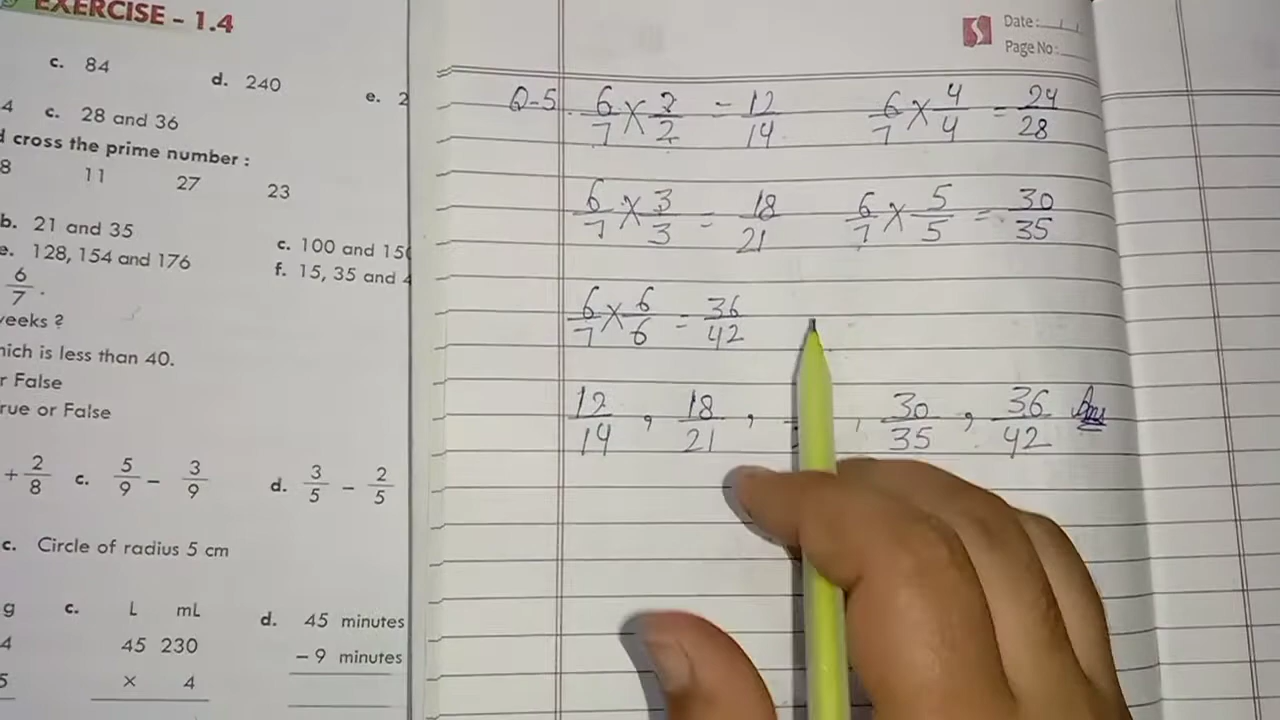 EXERCISE - 1.4
c. 84 d. 240 e. 2
4 c. 28 and 36
d cross the prime number :
8 11 27 23
b. 21 and 35 c. 100 and 15
e. 128, 154 and 176 f. 15, 35 and 4
6/7 .
weeks ?
hich is less than 40.
r False
rue or False
+ 2/8 c. 5/9 - 3/9 d. 3/5 - 2/5
c. Circle of radius 5 cm
g c. L mL d. 45 minutes
4 45 230 - 9 minutes
5 × 4
Date :
Page No :
Q-5. 6/7 × 2/2 = 12/14 6/7 × 4/4 = 24/28
6/7 × 3/3 = 18/21 6/7 × 5/5 = 30/35
6/7 × 6/6 = 36/42
12/14 , 18/21 , , 30/35 , 36/42 Ans